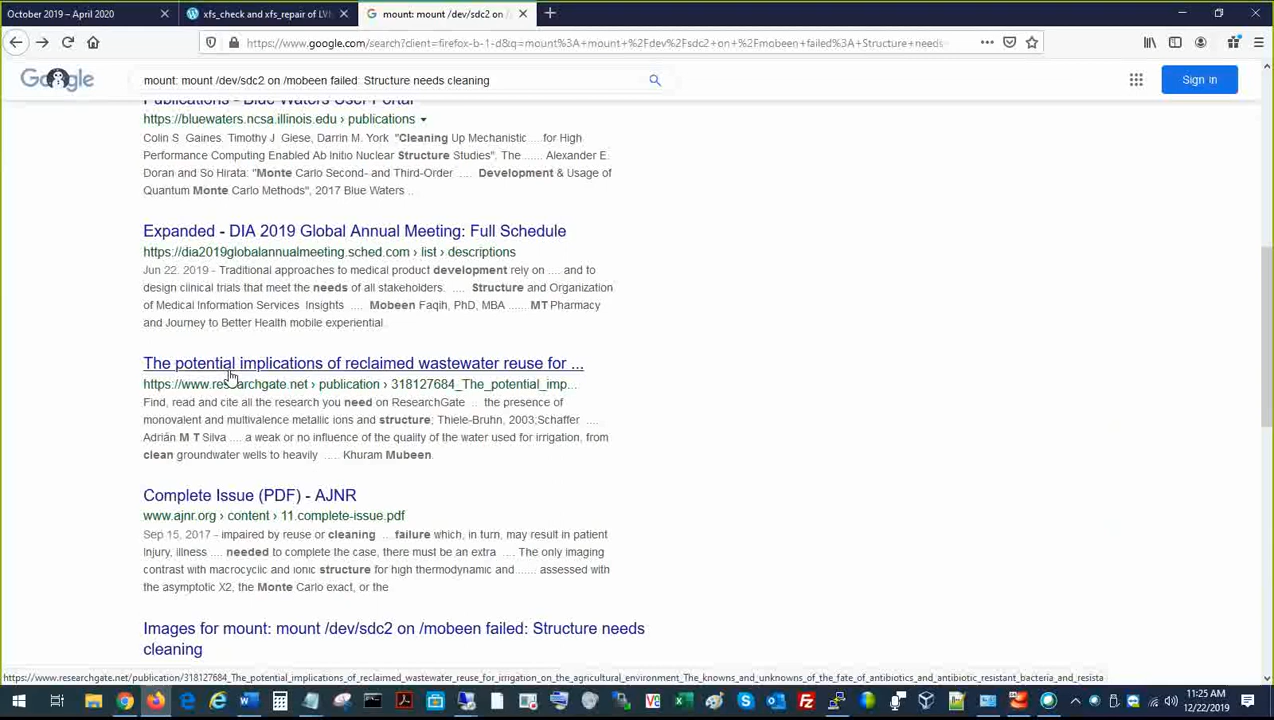 October 2019 – April 2020
xfs_check and xfs_repair of LVM
mount: mount /dev/sdc2 on /
https://www.google.com/search?client=firefox-b-1-d&q=mount%3A+mount+%2Fdev%2Fsdc2+on+%2Fmobeen+failed%3A+Structure+needs
Google
mount: mount /dev/sdc2 on /mobeen failed: Structure needs cleaning
Sign in
Publications - Blue Waters User Portal
https://bluewaters.ncsa.illinois.edu › publications
Colin S Gaines. Timothy J Giese, Darrin M. York "Cleaning Up Mechanistic ....for High
Performance Computing Enabled Ab Initio Nuclear Structure Studies". The ...... Alexander E.
Doran and So Hirata: "Monte Carlo Second- and Third-Order .... Development & Usage of
Quantum Monte Carlo Methods", 2017 Blue Waters ..
Expanded - DIA 2019 Global Annual Meeting: Full Schedule
https://dia2019globalannualmeeting.sched.com › list › descriptions
Jun 22. 2019 - Traditional approaches to medical product development rely on .... and to
design clinical trials that meet the needs of all stakeholders. .... Structure and Organization
of Medical Information Services Insights .... Mobeen Faqih, PhD, MBA ...... MT Pharmacy
and Journey to Better Health mobile experiential.
The potential implications of reclaimed wastewater reuse for ...
https://www.researchgate.net › publication › 318127684_The_potential_imp...
Find, read and cite all the research you need on ResearchGate .. the presence of
monovalent and multivalence metallic ions and structure; Thiele-Bruhn, 2003;Schaffer ....
Adrián M T Silva .... a weak or no influence of the quality of the water used for irrigation, from
clean groundwater wells to heavily .... Khuram Mubeen.
Complete Issue (PDF) - AJNR
www.ajnr.org › content › 11.complete-issue.pdf
Sep 15, 2017 - impaired by reuse or cleaning ...failure which, in turn, may result in patient
Injury, illness .... needed to complete the case, there must be an extra .... The only imaging
contrast with macrocyclic and ionic structure for high thermodynamic and...... assessed with
the asymptotic X2, the Monte Carlo exact, or the
Images for mount: mount /dev/sdc2 on /mobeen failed: Structure needs
cleaning
https://www.researchgate.net/publication/318127684_The_potential_implications_of_reclaimed_wastewater_reuse_for_irrigation_on_the_agricultural_environment_The_knowns_and_unknowns_of_the_fate_of_antibiotics_and_antibiotic_resistant_bacteria_and_resista
11:25 AM
12/22/2019